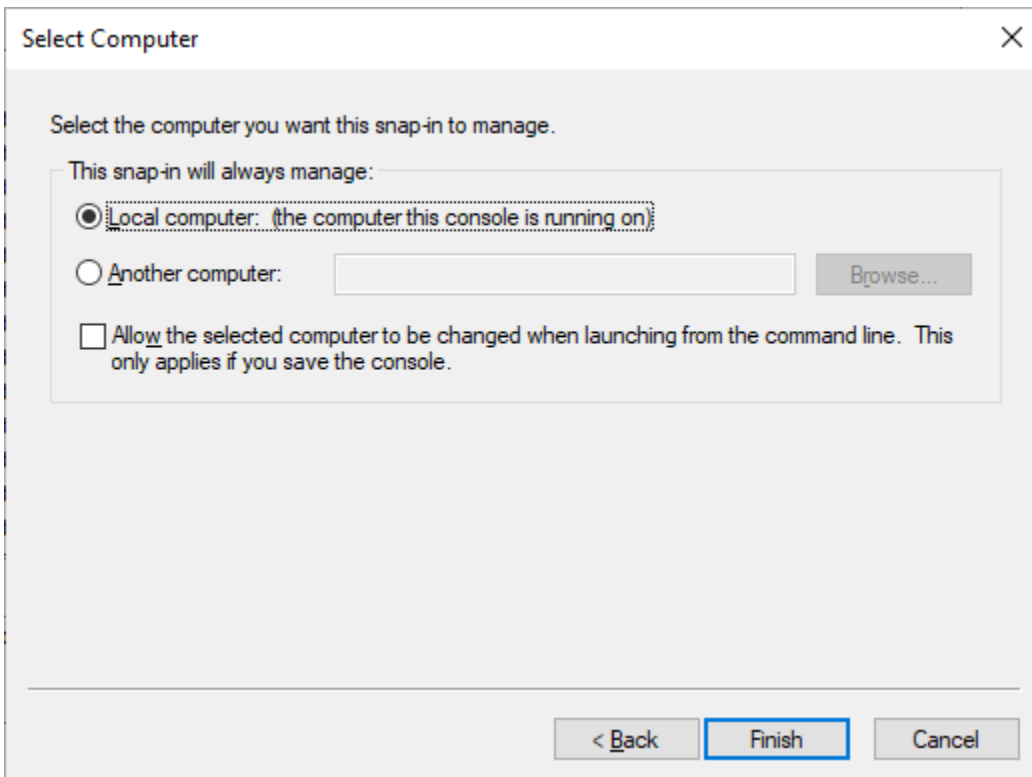 Select Computer
Select the computer you want this snap-in to manage.
This snap-in will always manage:
Local computer:  (the computer this console is running on)
Another computer:
Browse...
Allow the selected computer to be changed when launching from the command line.  This
only applies if you save the console.
< Back
Finish
Cancel